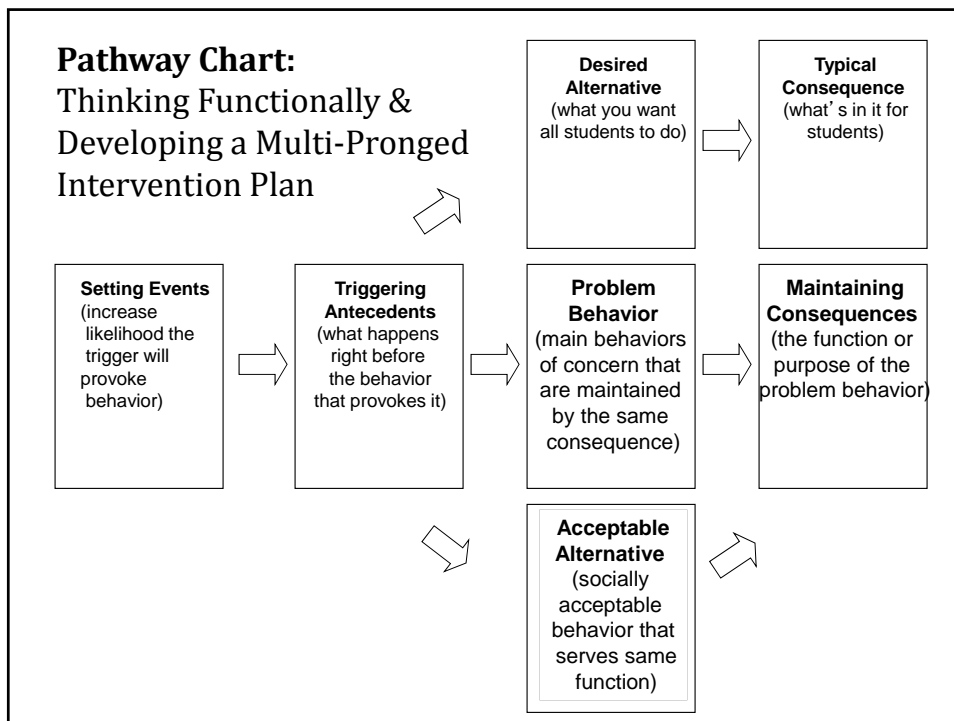 Pathway Chart:
Thinking Functionally &
Developing a Multi-Pronged
Intervention Plan
Desired
Alternative
(what you want
all students to do)
Typical
Consequence
(what's in it for
students)
Setting Events
(increase
likelihood the
trigger will
provoke
behavior)
Triggering
Antecedents
(what happens
right before
the behavior
that provokes it)
Problem
Behavior
(main behaviors
of concern that
are maintained
by the same
consequence)
Maintaining
Consequences
(the function or
purpose of the
problem behavior)
Acceptable
Alternative
(socially
acceptable
behavior that
serves same
function)